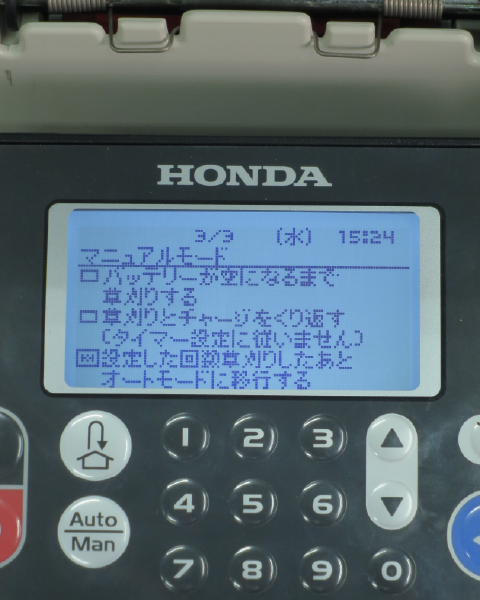 HONDA
3/3 (水) 15:24
マニュアルモード
バッテリーが空になるまで
草刈りする
草刈りとチャージをくり返す
(タイマー設定に従いません)
設定した回数草刈りしたあと
オートモードに移行する
1 2 3
Auto
Man
4 5 6
7 8 9 0